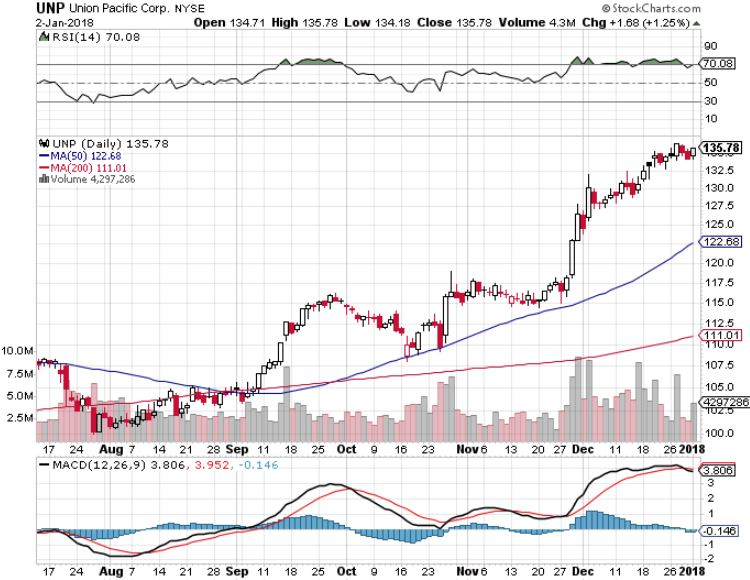 UNP Union Pacific Corp. NYSE © StockCharts.com
2-Jan-2018 Open 134.71 High 135.78 Low 134.18 Close 135.78 Volume 4.3M Chg +1.68 (+1.25%)
RSI(14) 70.08
90
70.08
50
30
10
UNP (Daily) 135.78
MA(50) 122.68
MA(200) 111.01
Volume 4,297,286
135.78
132.5
130.0
127.5
125.0
122.68
120.0
117.5
115.0
112.5
111.01
110.0
10.0M
107.5
7.5M
105.0
5.0M
4297286
102.5
2.5M
100.0
17 24 Aug 7 14 21 28 Sep 11 18 25 Oct 9 16 23 Nov 6 13 20 27 Dec 11 18 26 2018
MACD(12,26,9) 3.806, 3.952, -0.146
3.806
3
2
1
-0.146
-1
-2
17 24 Aug 7 14 21 28 Sep 11 18 25 Oct 9 16 23 Nov 6 13 20 27 Dec 11 18 26 2018